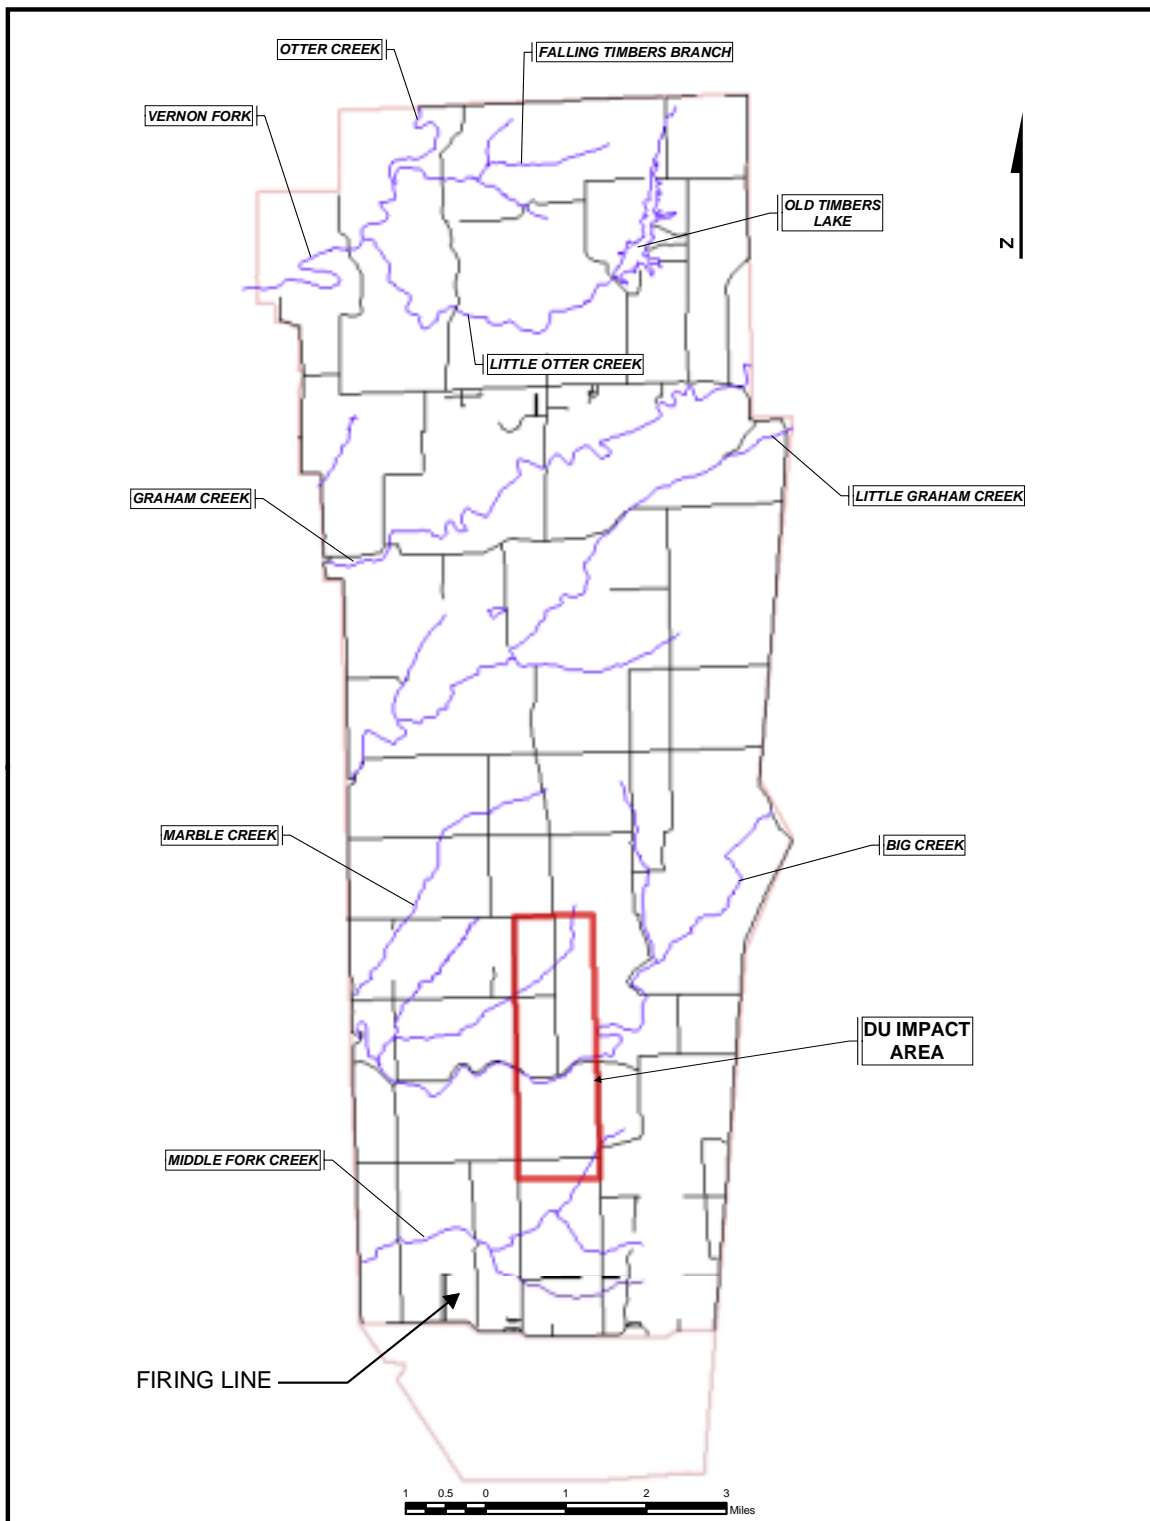 OTTER CREEK
FALLING TIMBERS BRANCH
VERNON FORK
OLD TIMBERS
LAKE
N
LITTLE OTTER CREEK
GRAHAM CREEK
LITTLE GRAHAM CREEK
MARBLE CREEK
BIG CREEK
DU IMPACT
AREA
MIDDLE FORK CREEK
FIRING LINE
1 0.5 0 1 2 3
Miles